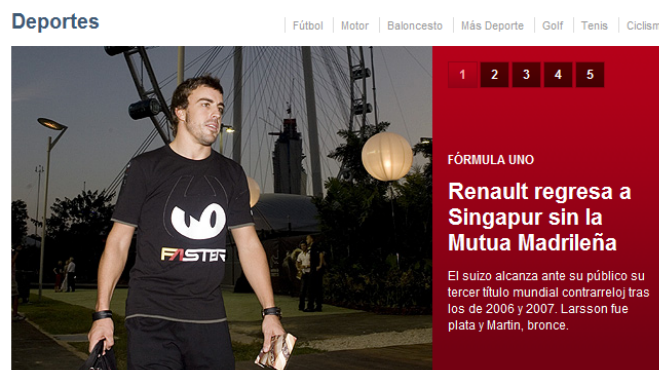 Deportes
Fútbol
Motor
Baloncesto
Más Deporte
Golf
Tenis
Ciclism
1 2 3 4 5
FASTER
FÓRMULA UNO
Renault regresa a
Singapur sin la
Mutua Madrileña
El suizo alcanza ante su público su
tercer título mundial contrarreloj tras
los de 2006 y 2007. Larsson fue
plata y Martin, bronce.